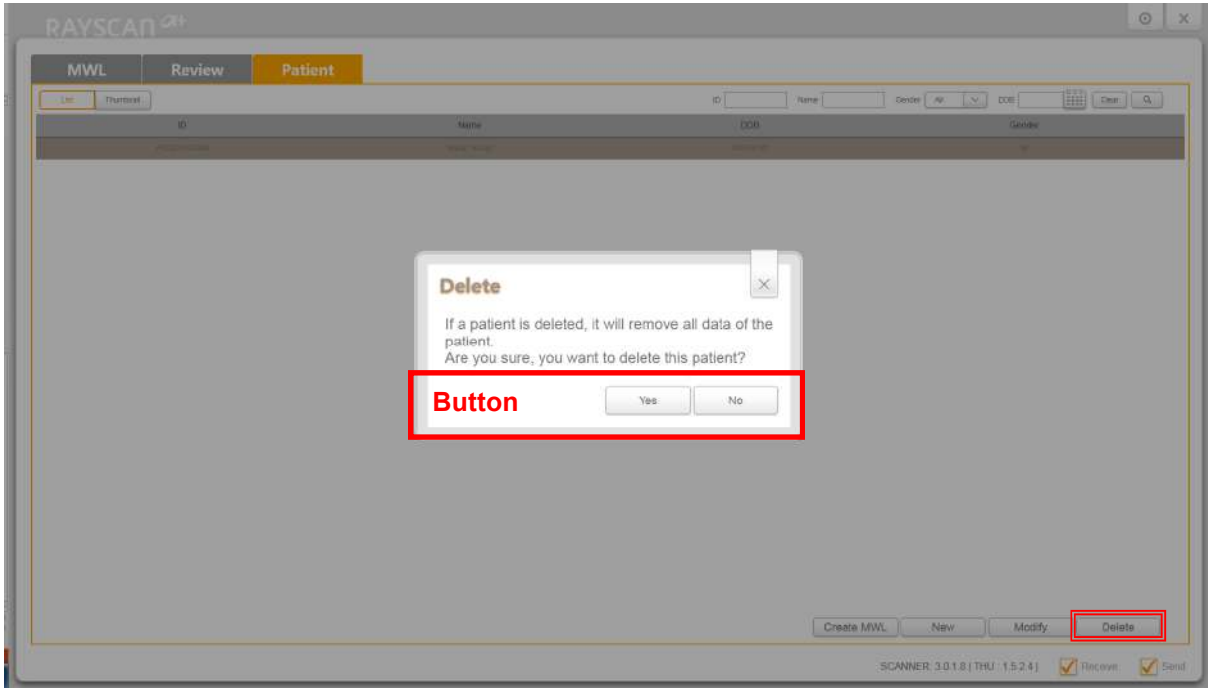 RAYSCAN α+
MWL Review Patient
List Thumbnail ID Name Gender All DOB Clear
ID Name DOB Gender
Delete
If a patient is deleted, it will remove all data of the
patient.
Are you sure, you want to delete this patient?
Button Yes No
Create MWL New Modify Delete
SCANNER: 3.0.1.8 | THU : 1.5.2.4 | Receive Send